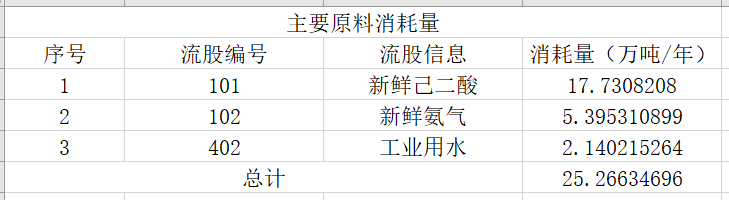 主要原料消耗量
序号 流股编号 流股信息 消耗量（万吨/年）
1 101 新鲜己二酸 17.7308208
2 102 新鲜氨气 5.395310899
3 402 工业用水 2.140215264
总计 25.26634696